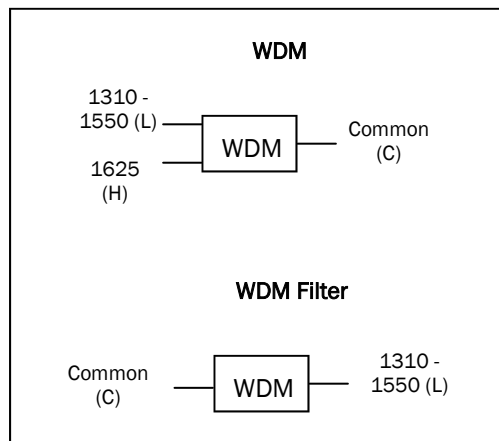 WDM
1310 -
1550 (L)
WDM
Common
(C)
1625
(H)
WDM Filter
Common
(C)
WDM
1310 -
1550 (L)